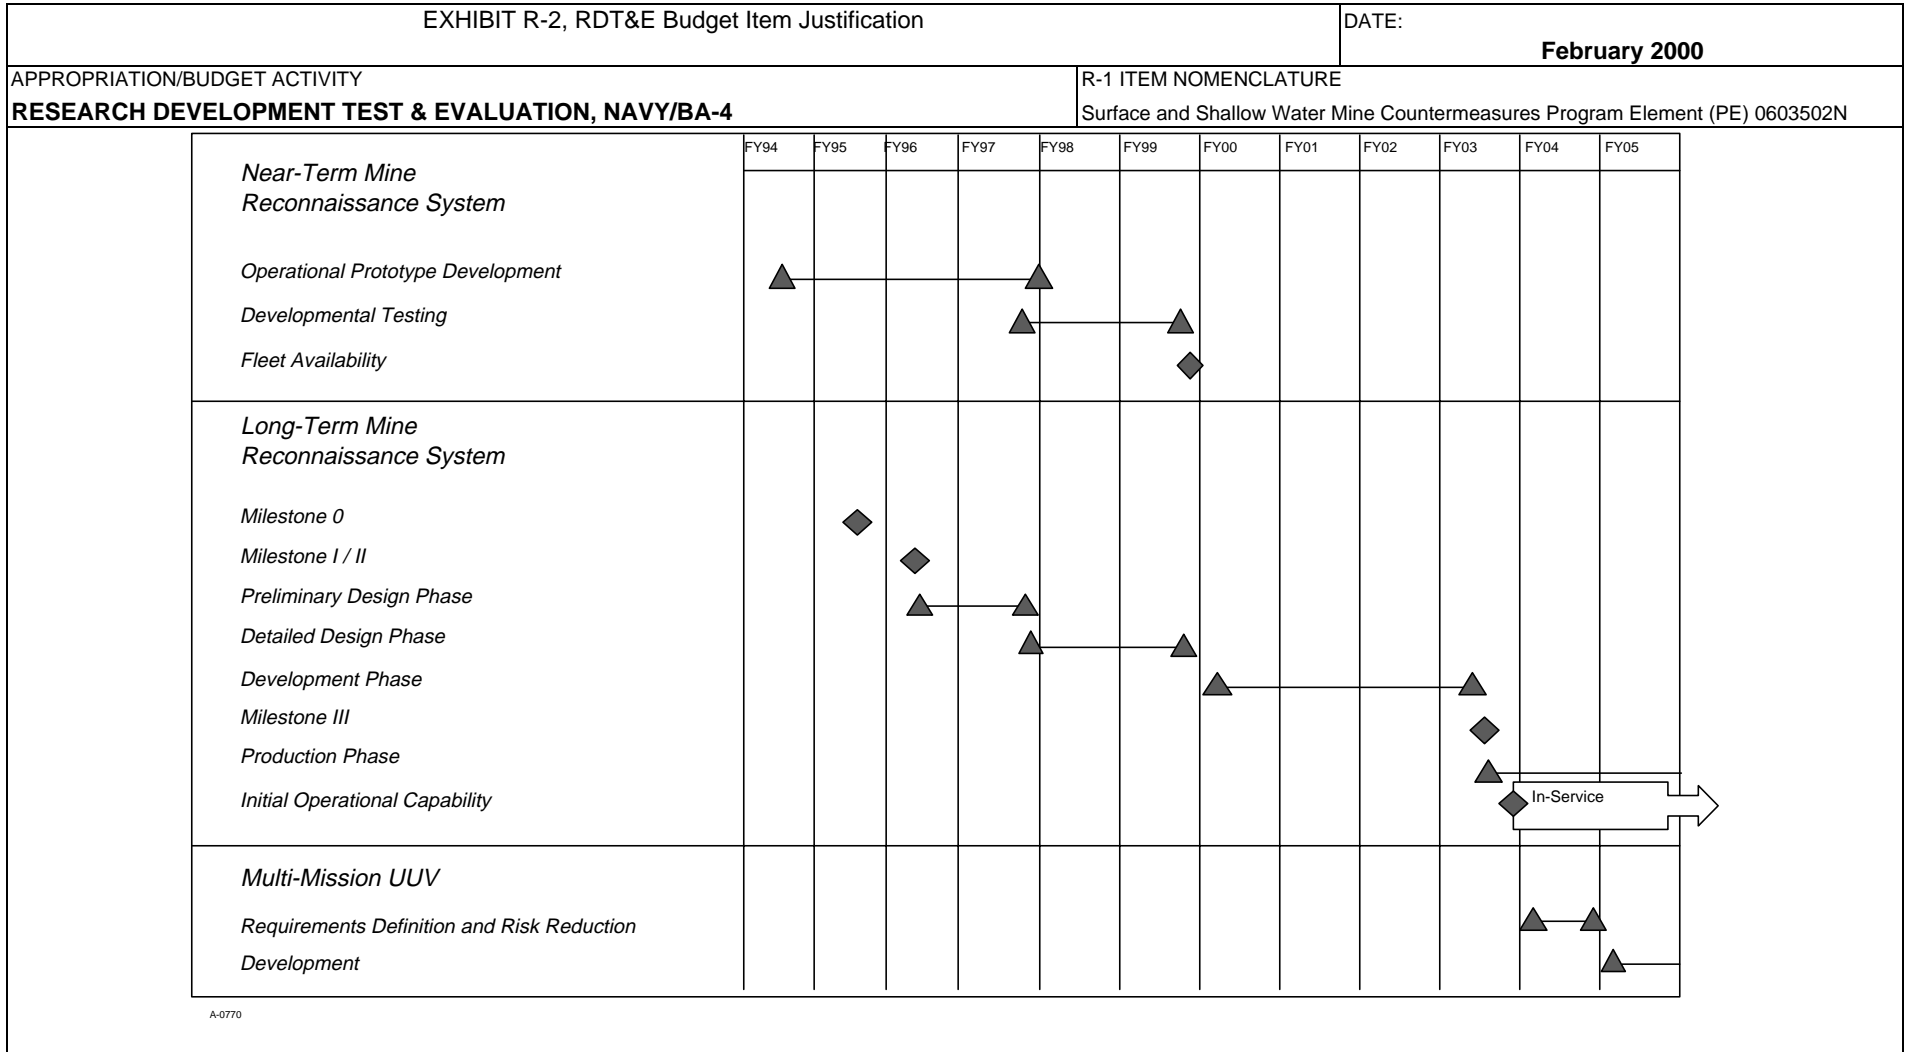 EXHIBIT R-2, RDT&E Budget Item Justification
DATE:
February 2000
APPROPRIATION/BUDGET ACTIVITY
R-1 ITEM NOMENCLATURE
RESEARCH DEVELOPMENT TEST & EVALUATION, NAVY/BA-4
Surface and Shallow Water Mine Countermeasures Program Element (PE) 0603502N
FY94 FY95 FY96 FY97 FY98 FY99 FY00 FY01 FY02 FY03 FY04 FY05
Near-Term Mine
Reconnaissance System
Operational Prototype Development
Developmental Testing
Fleet Availability
Long-Term Mine
Reconnaissance System
Milestone 0
Milestone I / II
Preliminary Design Phase
Detailed Design Phase
Development Phase
Milestone III
Production Phase
Initial Operational Capability
In-Service
Multi-Mission UUV
Requirements Definition and Risk Reduction
Development
A-0770